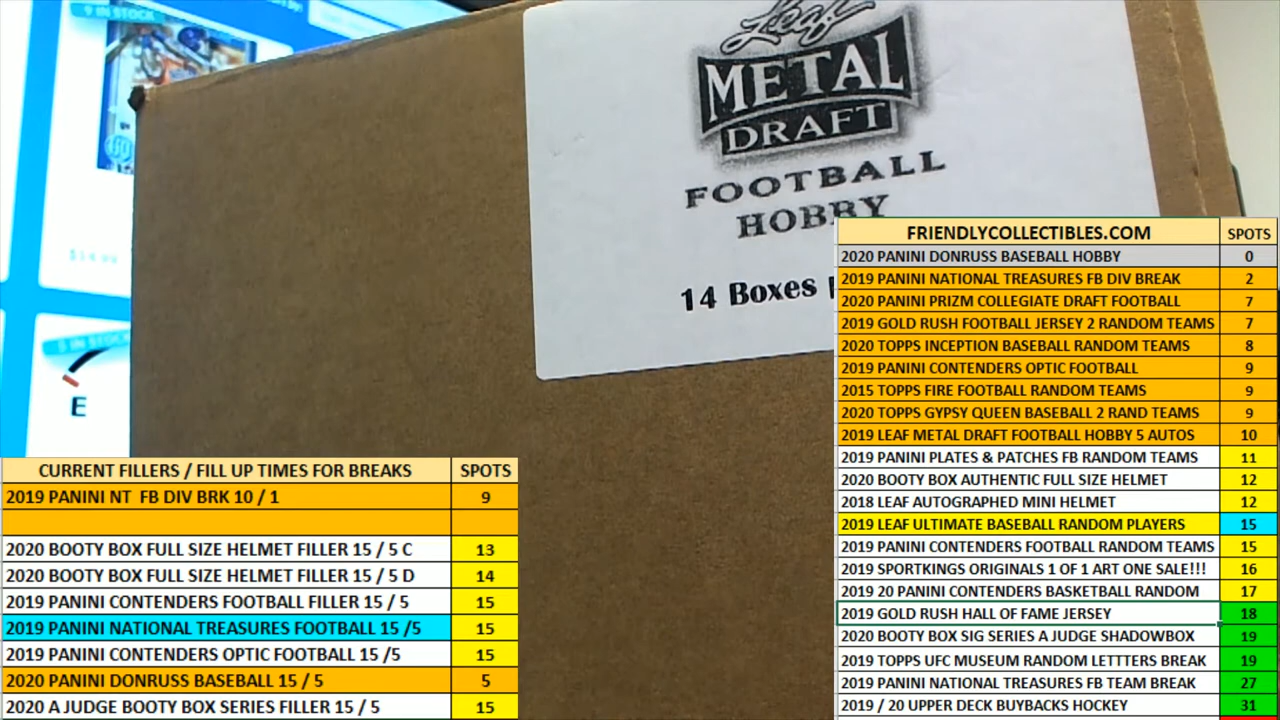 9 IN STOCK
$14.99
5 IN STOCK
E
Leaf
METAL
DRAFT
FOOTBALL
HOBBY
14 Boxes
FRIENDLYCOLLECTIBLES.COM SPOTS
2020 PANINI DONRUSS BASEBALL HOBBY 0
2019 PANINI NATIONAL TREASURES FB DIV BREAK 2
2020 PANINI PRIZM COLLEGIATE DRAFT FOOTBALL 7
2019 GOLD RUSH FOOTBALL JERSEY 2 RANDOM TEAMS 7
2020 TOPPS INCEPTION BASEBALL RANDOM TEAMS 8
2019 PANINI CONTENDERS OPTIC FOOTBALL 9
2015 TOPPS FIRE FOOTBALL RANDOM TEAMS 9
2020 TOPPS GYPSY QUEEN BASEBALL 2 RAND TEAMS 9
2019 LEAF METAL DRAFT FOOTBALL HOBBY 5 AUTOS 10
2019 PANINI PLATES & PATCHES FB RANDOM TEAMS 11
2020 BOOTY BOX AUTHENTIC FULL SIZE HELMET 12
2018 LEAF AUTOGRAPHED MINI HELMET 12
2019 LEAF ULTIMATE BASEBALL RANDOM PLAYERS 15
2019 PANINI CONTENDERS FOOTBALL RANDOM TEAMS 15
2019 SPORTKINGS ORIGINALS 1 OF 1 ART ONE SALE!!! 16
2019 20 PANINI CONTENDERS BASKETBALL RANDOM 17
2019 GOLD RUSH HALL OF FAME JERSEY 18
2020 BOOTY BOX SIG SERIES A JUDGE SHADOWBOX 19
2019 TOPPS UFC MUSEUM RANDOM LETTTERS BREAK 19
2019 PANINI NATIONAL TREASURES FB TEAM BREAK 27
2019 / 20 UPPER DECK BUYBACKS HOCKEY 31
CURRENT FILLERS / FILL UP TIMES FOR BREAKS SPOTS
2019 PANINI NT FB DIV BRK 10 / 1 9
2020 BOOTY BOX FULL SIZE HELMET FILLER 15 / 5 C 13
2020 BOOTY BOX FULL SIZE HELMET FILLER 15 / 5 D 14
2019 PANINI CONTENDERS FOOTBALL FILLER 15 / 5 15
2019 PANINI NATIONAL TREASURES FOOTBALL 15 /5 15
2019 PANINI CONTENDERS OPTIC FOOTBALL 15 /5 15
2020 PANINI DONRUSS BASEBALL 15 / 5 5
2020 A JUDGE BOOTY BOX SERIES FILLER 15 / 5 15